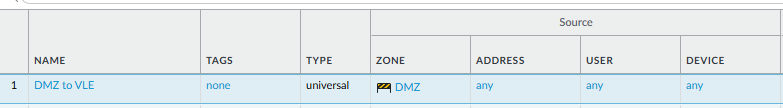 Source
NAME TAGS TYPE ZONE ADDRESS USER DEVICE
1 DMZ to VLE none universal DMZ any any any